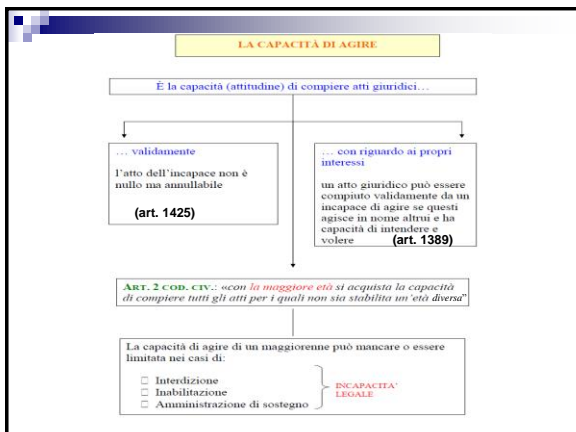 LA CAPACITÀ DI AGIRE
È la capacità (attitudine) di compiere atti giuridici…
… validamente
l'atto dell'incapace non è
nullo ma annullabile
(art. 1425)
… con riguardo ai propri
interessi
un atto giuridico può essere
compiuto validamente da un
incapace di agire se questi
agisce in nome altrui e ha
capacità di intendere e
volere (art. 1389)
ART. 2 COD. CIV.: «con la maggiore età si acquista la capacità
di compiere tutti gli atti per i quali non sia stabilita un'età diversa"
La capacità di agire di un maggiorenne può mancare o essere
limitata nei casi di:
□ Interdizione
□ Inabilitazione
□ Amministrazione di sostegno
INCAPACITA'
LEGALE